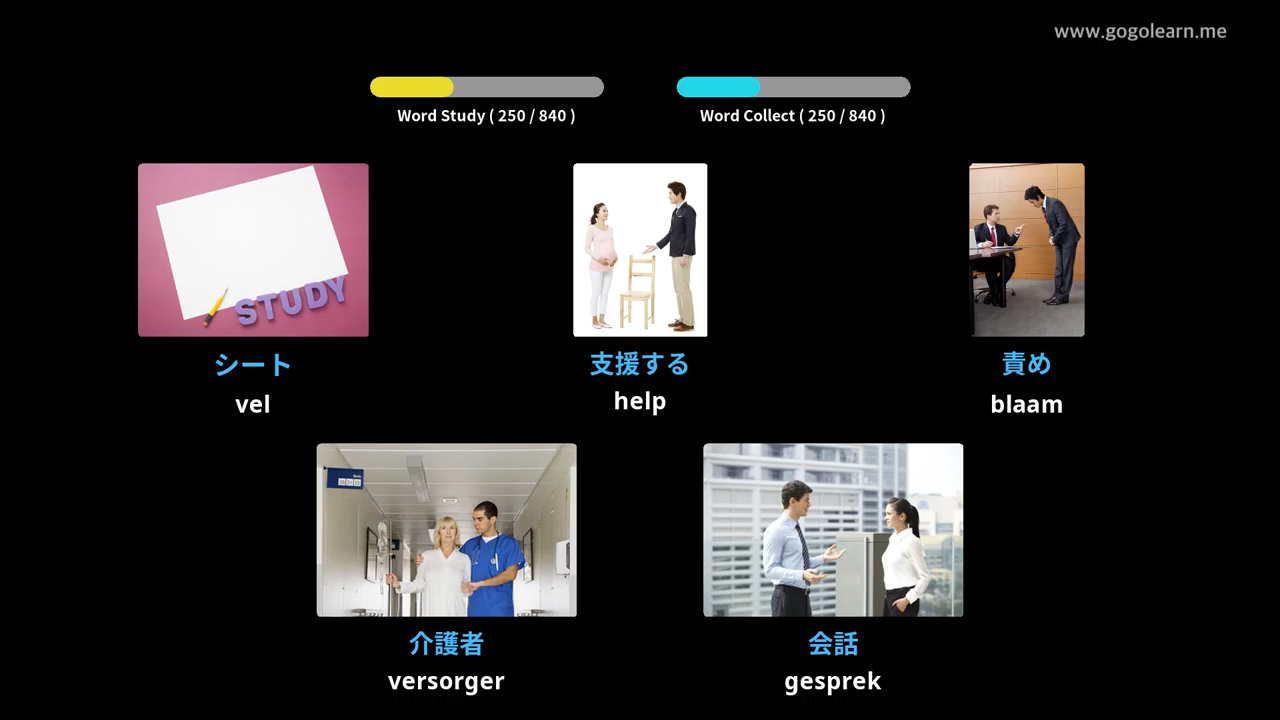 www.gogolearn.me
Word Study ( 250 / 840 )
Word Collect ( 250 / 840 )
STUDY
シート
支援する
責め
vel
help
blaam
介護者
会話
versorger
gesprek